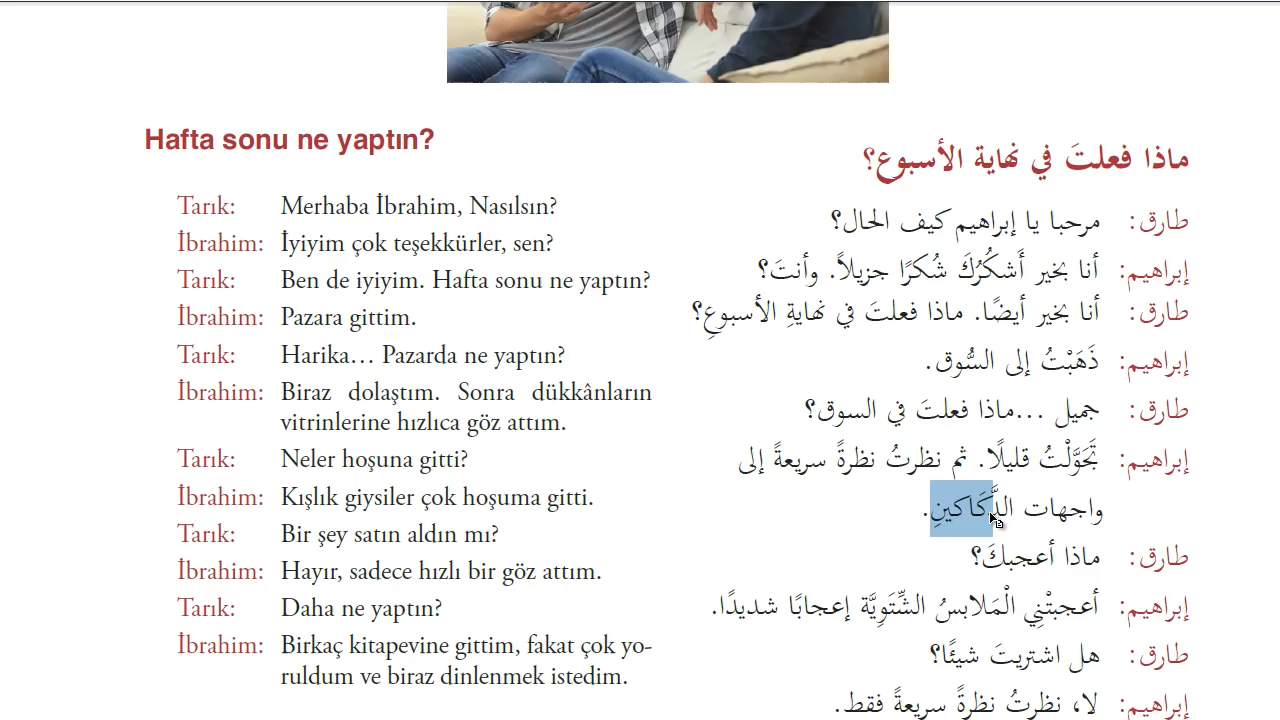 Hafta sonu ne yaptın?
Tarık: Merhaba İbrahim, Nasılsın?
İbrahim: İyiyim çok teşekkürler, sen?
Tarık: Ben de iyiyim. Hafta sonu ne yaptın?
İbrahim: Pazara gittim.
Tarık: Harika… Pazarda ne yaptın?
İbrahim: Biraz dolaştım. Sonra dükkânların
vitrinlerine hızlıca göz attım.
Tarık: Neler hoşuna gitti?
İbrahim: Kışlık giysiler çok hoşuma gitti.
Tarık: Bir şey satın aldın mı?
İbrahim: Hayır, sadece hızlı bir göz attım.
Tarık: Daha ne yaptın?
İbrahim: Birkaç kitapevine gittim, fakat çok yo-
ruldum ve biraz dinlenmek istedim.
ماذا فعلتَ في نهاية الأسبوع؟
طارق: مرحبا يا إبراهيم كيف الحال؟
إبراهيم: أنا بخير أَشكُرُكَ شُكرًا جزيلاً. وأنتَ؟
طارق: أنا بخير أيضًا. ماذا فعلتَ في نهايةِ الأسبوعِ؟
إبراهيم: ذَهَبْتُ إلى السُّوق.
طارق: جميل …ماذا فعلتَ في السوق؟
إبراهيم: تَجَوَّلْتُ قليلًا. ثم نظرتُ نظرةً سريعةً إلى
واجهات الدَّكَاكينِ.
طارق: ماذا أعجبكَ؟
إبراهيم: أعجبتْنِي الْمَلابسُ الشِّتَوِيَّة إعجابًا شديدًا.
طارق: هل اشتريتَ شيئًا؟
إبراهيم: لا، نظرتُ نظرةً سريعةً فقط.